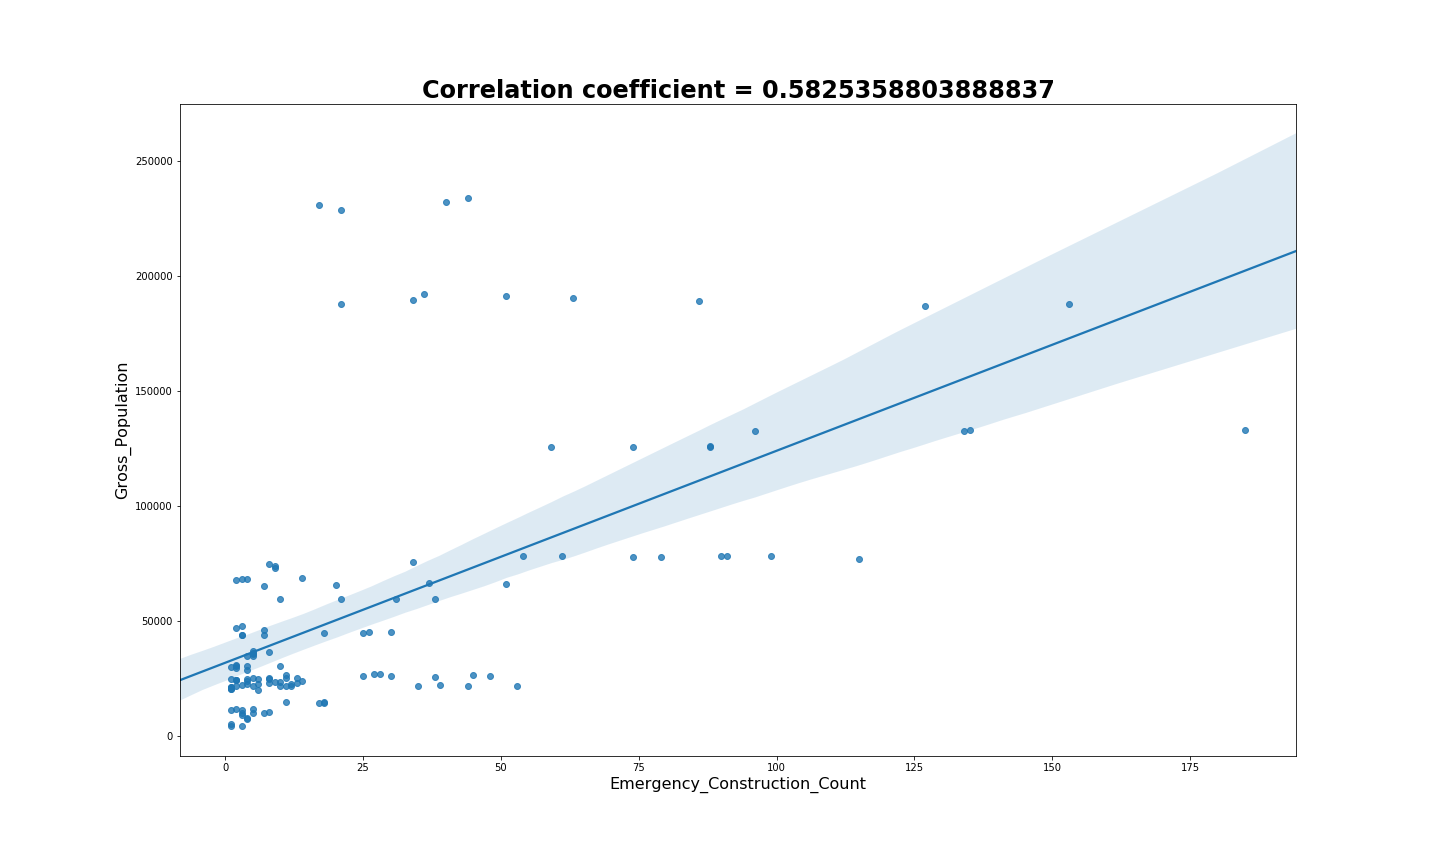 Correlation coefficient = 0.5825358803888837
250000
200000
150000
100000
50000
0
Gross_Population
0 25 50 75 100 125 150 175
Emergency_Construction_Count